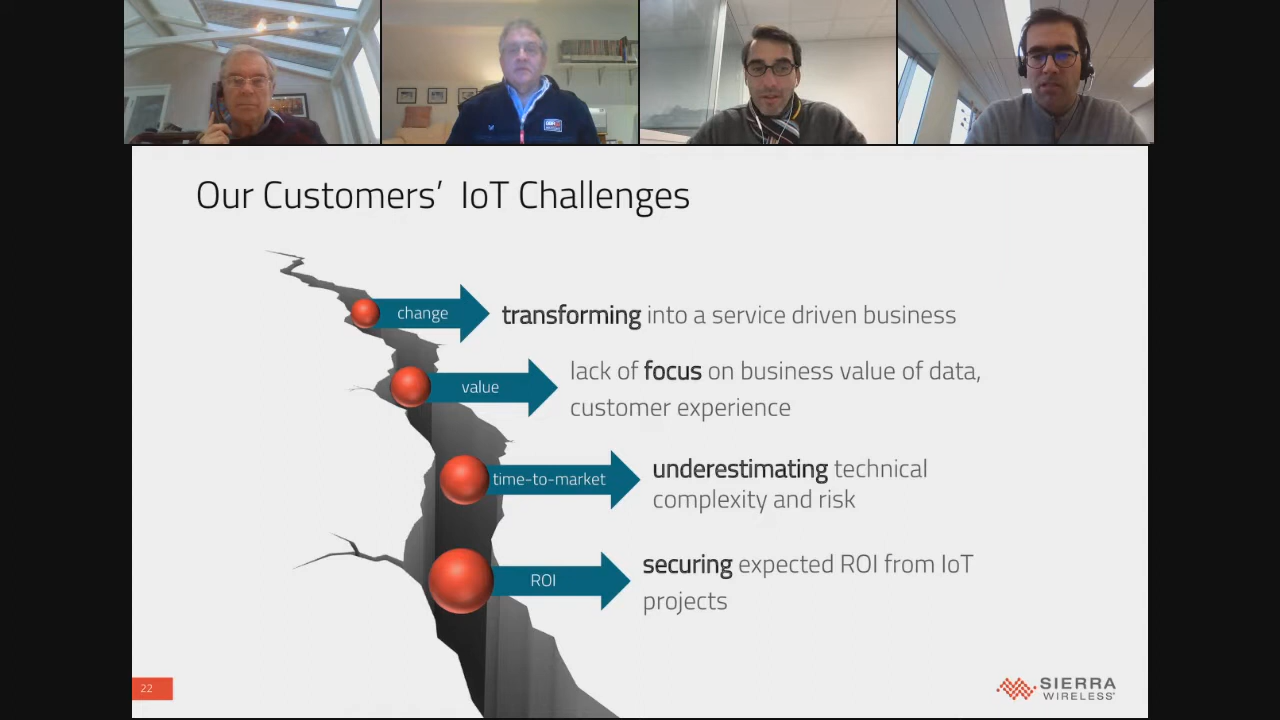 Our Customers’ IoT Challenges
change
transforming into a service driven business
value
lack of focus on business value of data,
customer experience
time-to-market
underestimating technical
complexity and risk
ROI
securing expected ROI from IoT
projects
22
SIERRA
WIRELESS